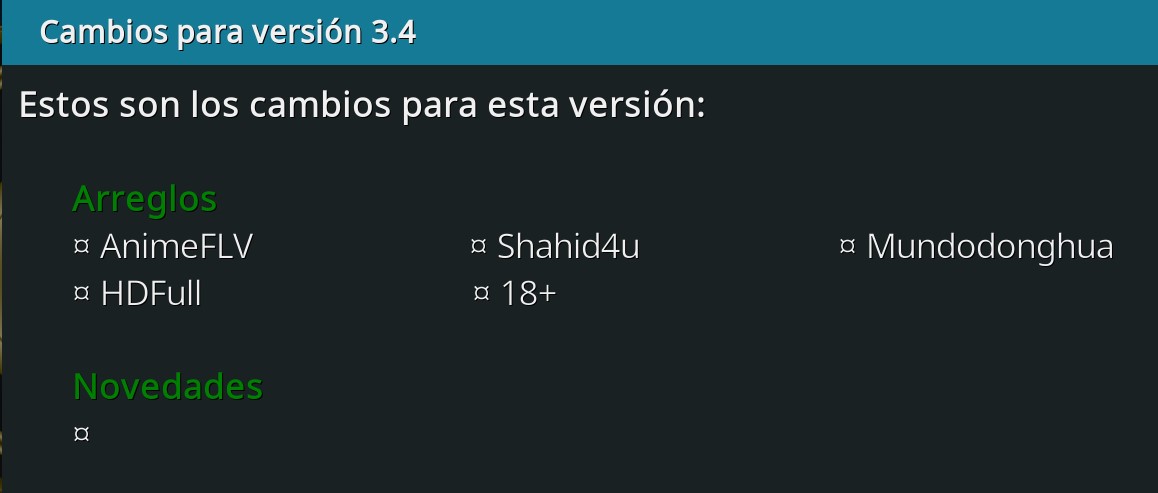 Cambios para versión 3.4
Estos son los cambios para esta versión:
Arreglos
¤ AnimeFLV ¤ Shahid4u ¤ Mundodonghua
¤ HDFull ¤ 18+
Novedades
¤